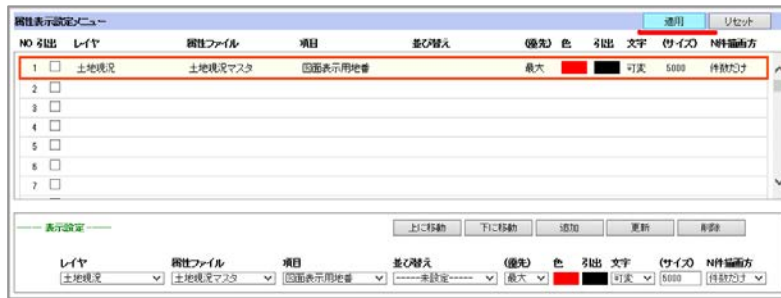 属性表示設定メニュー 適用 リセット
NO 引出 レイヤ 属性ファイル 項目 並び替え (優先) 色 引出 文字 (サイズ) N件描画方
1 土地現況 土地現況マスタ 図面表示用地番 最大 可変 5000 件数だけ
2
3
4
5
6
7
---- 表示設定 ---- 上に移動 下に移動 追加 更新 削除
レイヤ 属性ファイル 項目 並び替え (優先) 色 引出 文字 (サイズ) N件描画方
土地現況 土地現況マスタ 図面表示用地番 -----未設定----- 最大 可変 5000 件数だけ